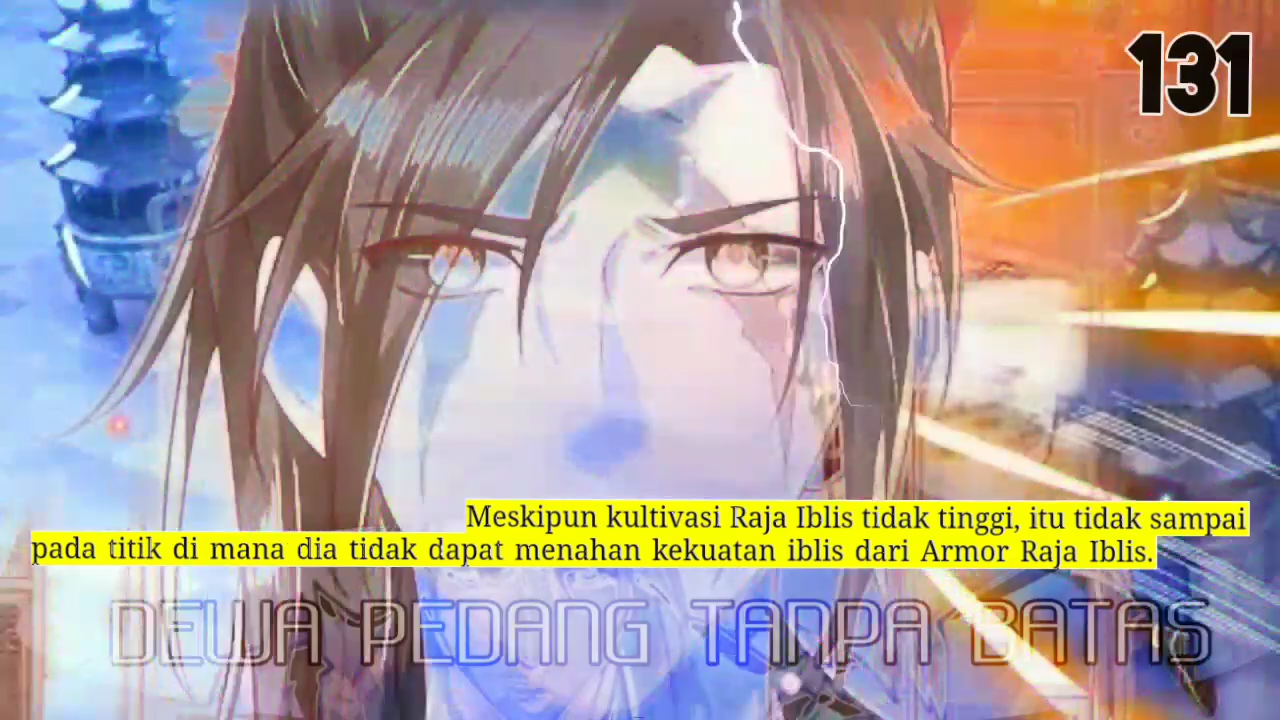 131
Meskipun kultivasi Raja Iblis tidak tinggi, itu tidak sampai
pada titik di mana dia tidak dapat menahan kekuatan iblis dari Armor Raja Iblis.
DEWA PEDANG TANPA BATAS